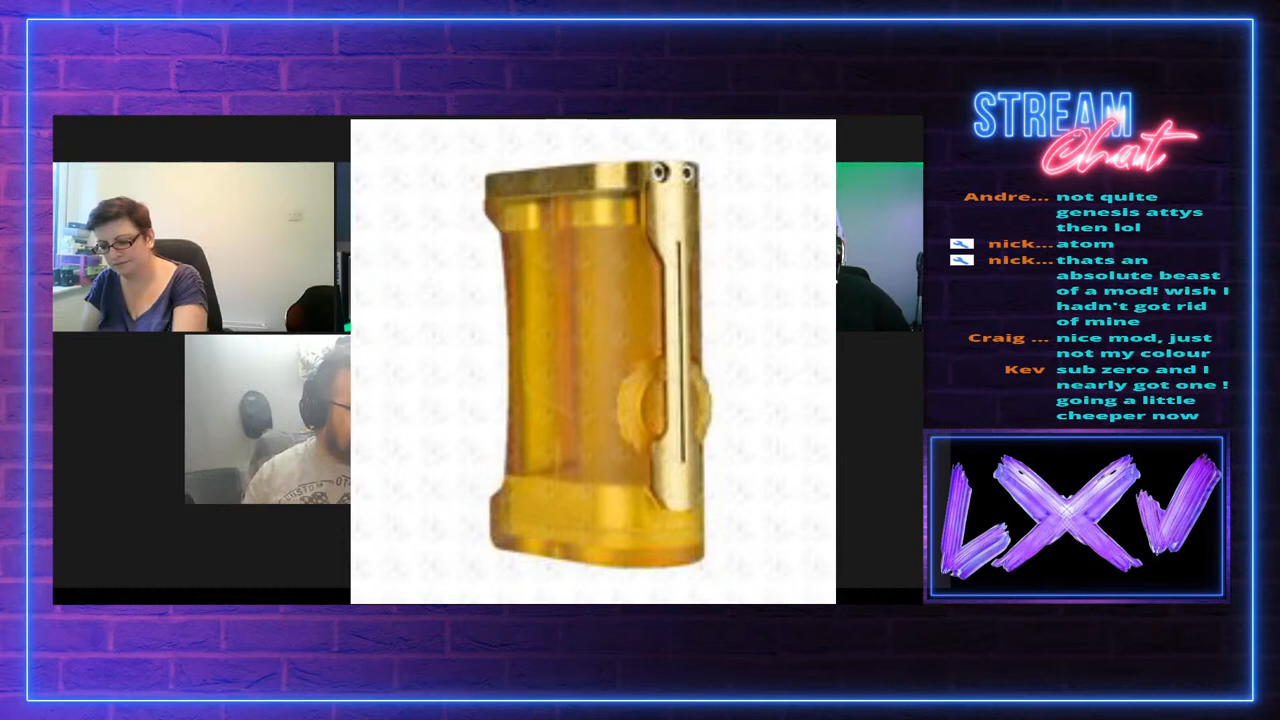 STREAM
Chat
Andre... not quite
genesis attys
then lol
nick... atom
nick... thats an
absolute beast
of a mod! wish I
hadn't got rid
of mine
Craig ... nice mod, just
not my colour
Kev sub zero and I
nearly got one !
going a little
cheeper now
LXV